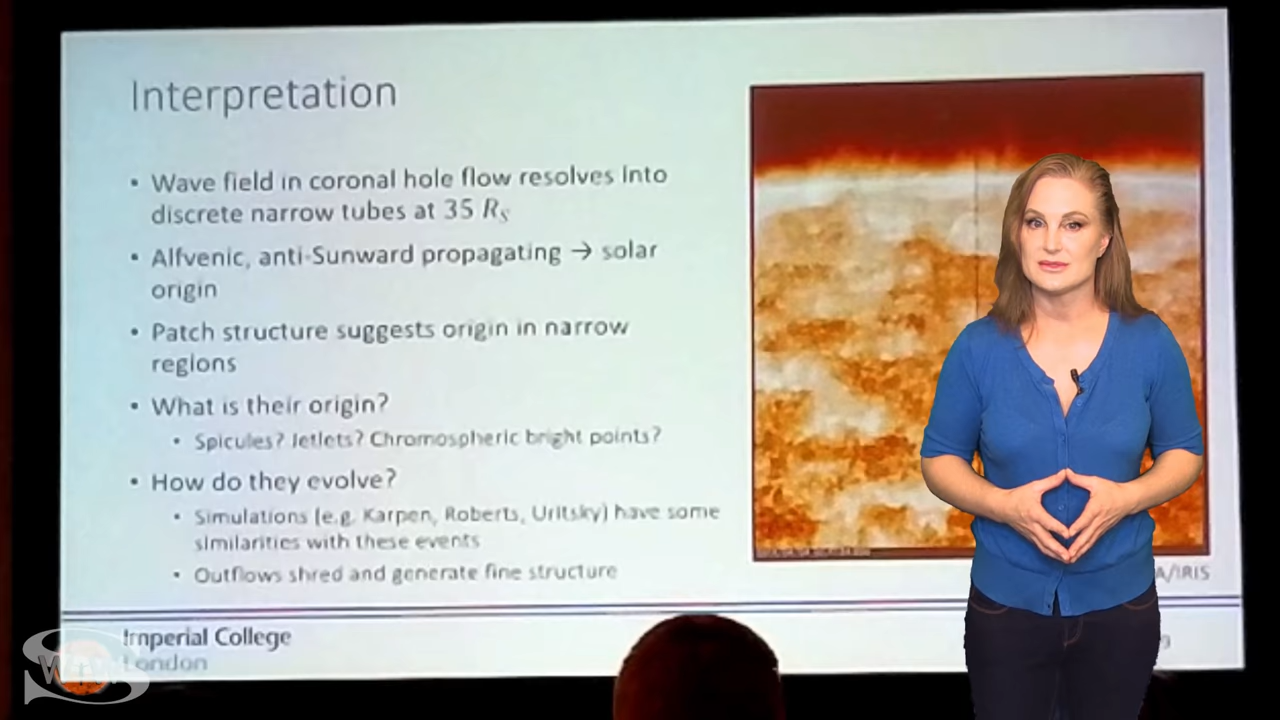 Interpretation
• Wave field in coronal hole flow resolves into
discrete narrow tubes at 35 R_S
• Alfvenic, anti-Sunward propagating → solar
origin
• Patch structure suggests origin in narrow
regions
• What is their origin?
• Spicules? Jetlets? Chromospheric bright points?
• How do they evolve?
• Simulations (e.g. Karpen, Roberts, Uritsky) have some
similarities with these events
• Outflows shred and generate fine structure
A/IRIS
Imperial College
London
9